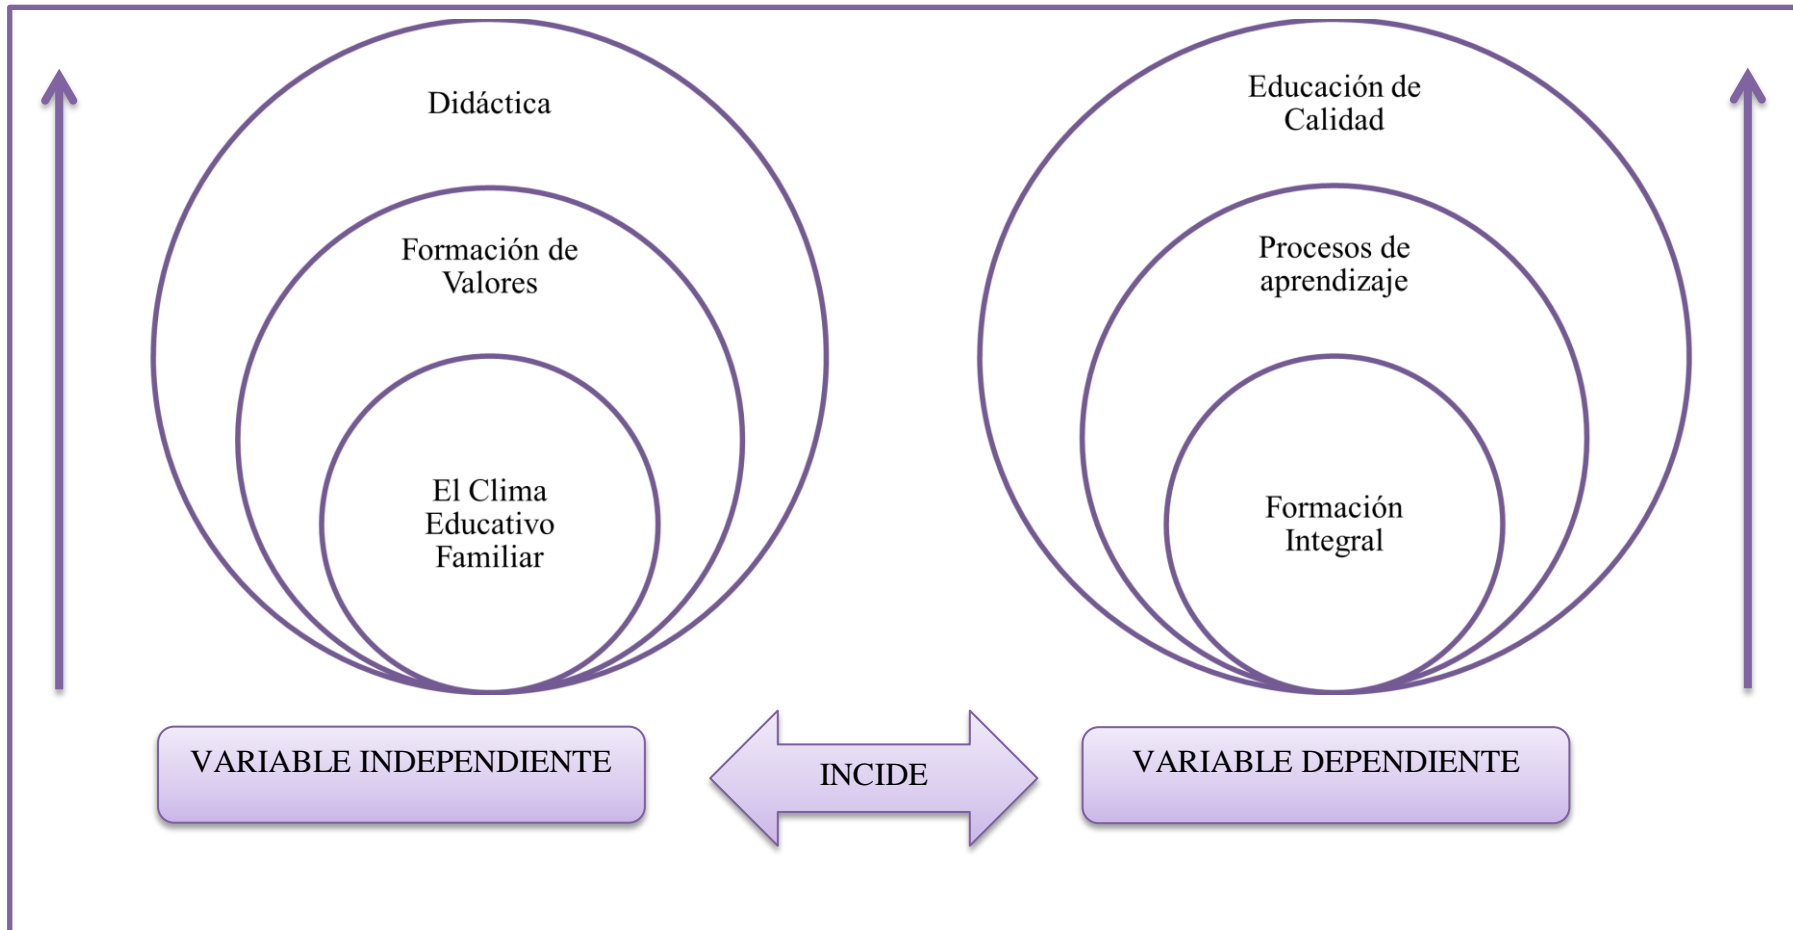 Didáctica
Formación de
Valores
El Clima
Educativo
Familiar
Educación de
Calidad
Procesos de
aprendizaje
Formación
Integral
VARIABLE INDEPENDIENTE
INCIDE
VARIABLE DEPENDIENTE